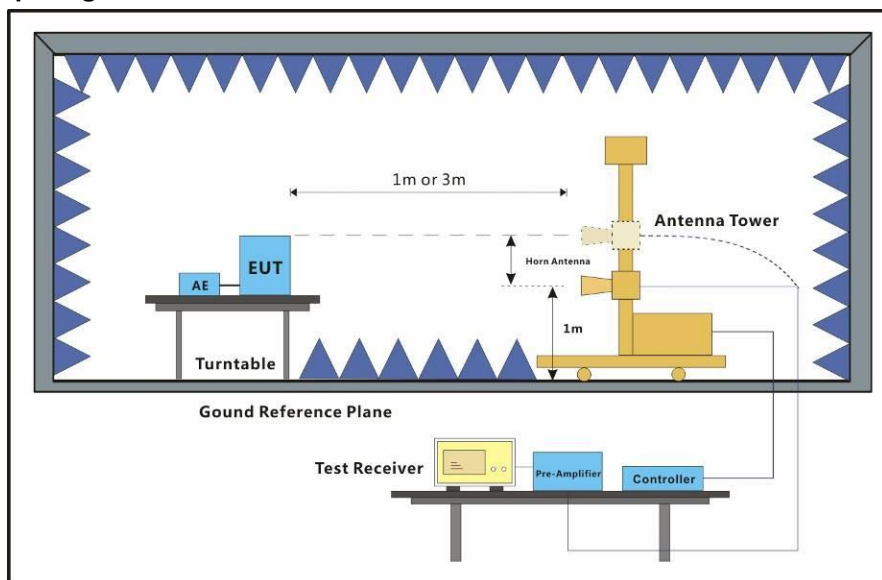 1m or 3m
Antenna Tower
Horn Antenna
EUT
AE
1m
Turntable
Gound Reference Plane
Test Receiver
Pre-Amplifier
Controller